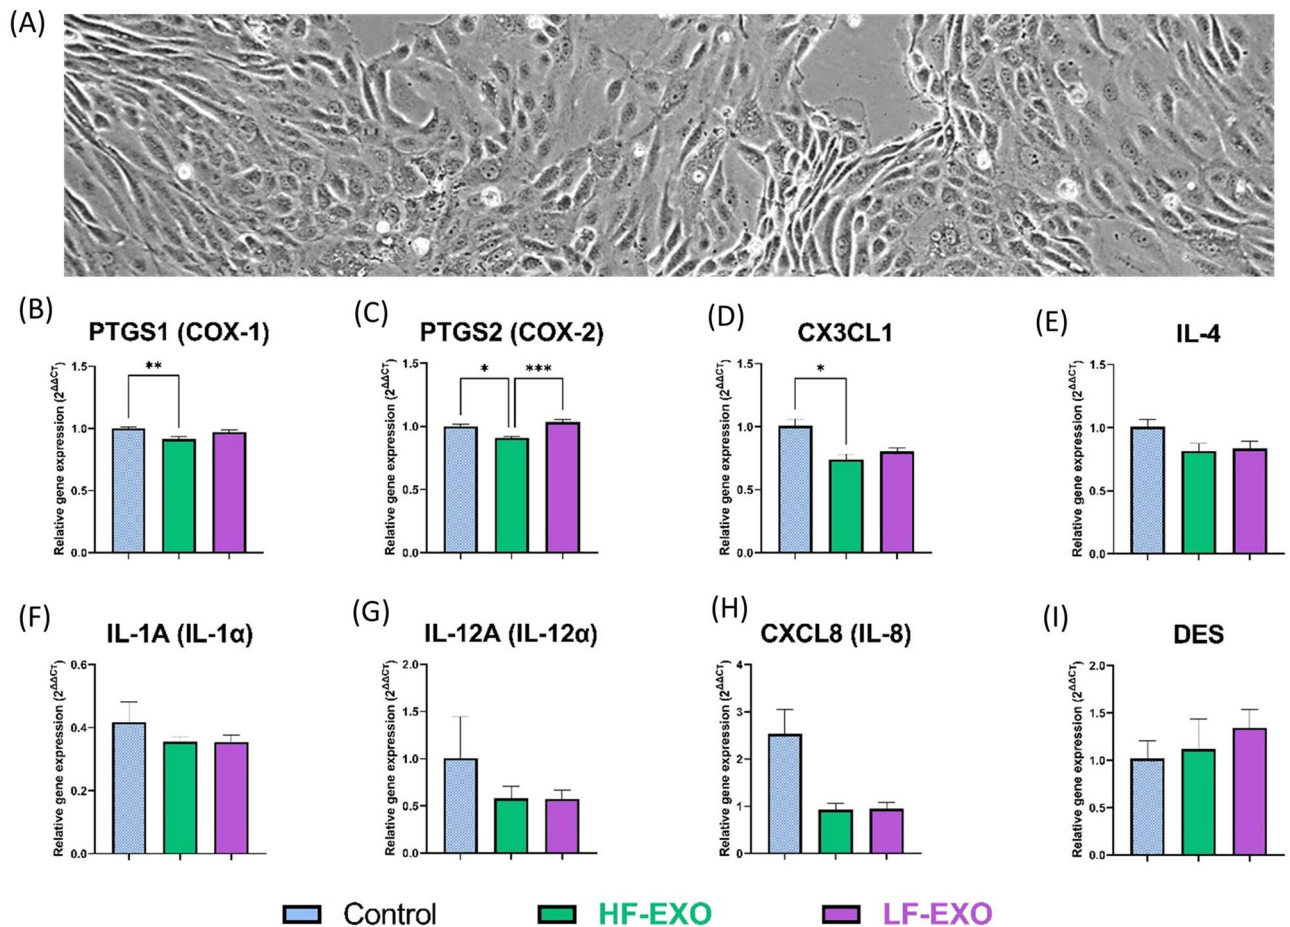 (A)
(B)
PTGS1 (COX-1)
Relative gene expression (2^ΔΔCT)
1.5
1.0
0.5
0.0
**
(C)
PTGS2 (COX-2)
Relative gene expression (2^ΔΔCT)
1.5
1.0
0.5
0.0
*
***
(D)
CX3CL1
Relative gene expression (2^ΔΔCT)
1.5
1.0
0.5
0.0
*
(E)
IL-4
Relative gene expression (2^ΔΔCT)
1.5
1.0
0.5
0.0
(F)
IL-1A (IL-1α)
Relative gene expression (2^ΔΔCT)
0.6
0.4
0.2
0.0
(G)
IL-12A (IL-12α)
Relative gene expression (2^ΔΔCT)
2.0
1.5
1.0
0.5
0.0
(H)
CXCL8 (IL-8)
Relative gene expression (2^ΔΔCT)
4
3
2
1
0
(I)
DES
Relative gene expression (2^ΔΔCT)
2.0
1.5
1.0
0.5
0.0
Control
HF-EXO
LF-EXO